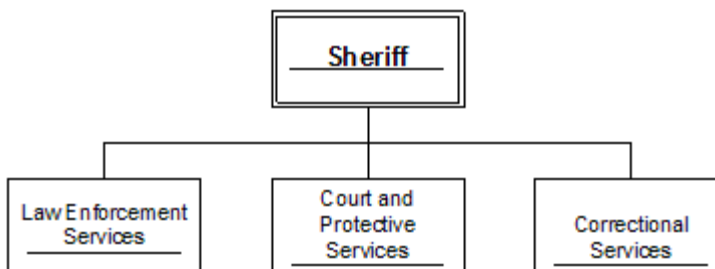 Sheriff
Law Enforcement
Services
Court and
Protective
Services
Correctional
Services